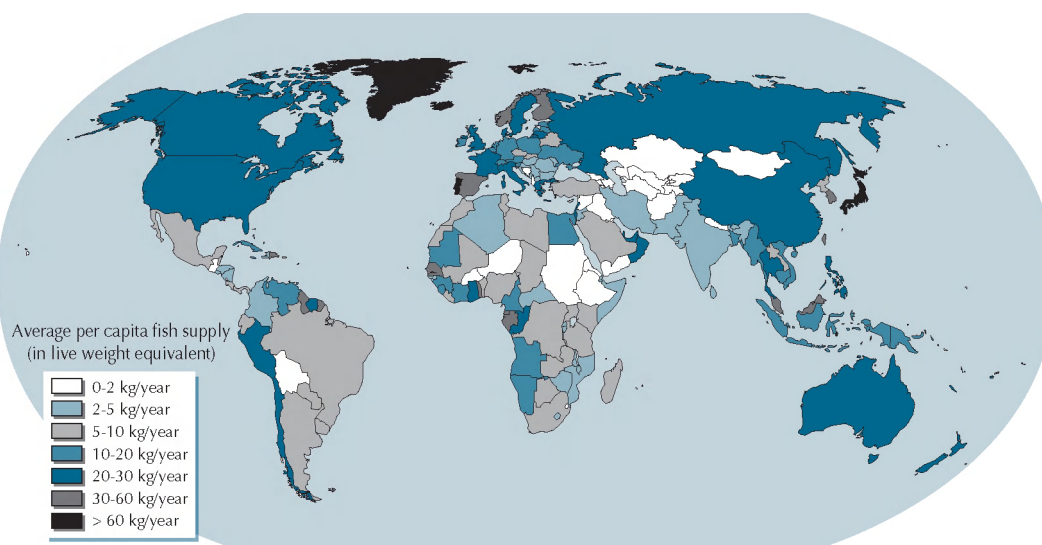 Average per capita fish supply
(in live weight equivalent)
0-2 kg/year
2-5 kg/year
5-10 kg/year
10-20 kg/year
20-30 kg/year
30-60 kg/year
> 60 kg/year